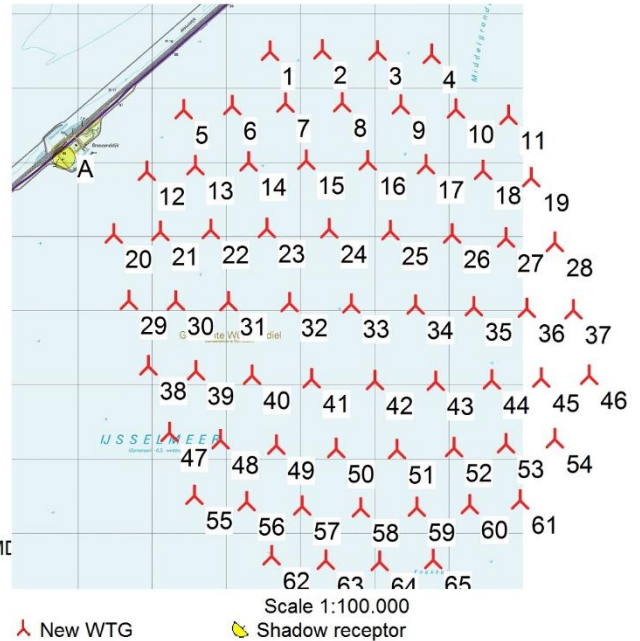 Middelgronden
1 2 3 4
5 6 7 8 9 10 11
A
12 13 14 15 16 17 18 19
20 21 22 23 24 25 26 27 28
29 30 31 32 33 34 35 36 37
38 39 40 41 42 43 44 45 46
IJSSELMEER
47 48 49 50 51 52 53 54
55 56 57 58 59 60 61
62 63 64 65
Scale 1:100.000
New WTG
Shadow receptor